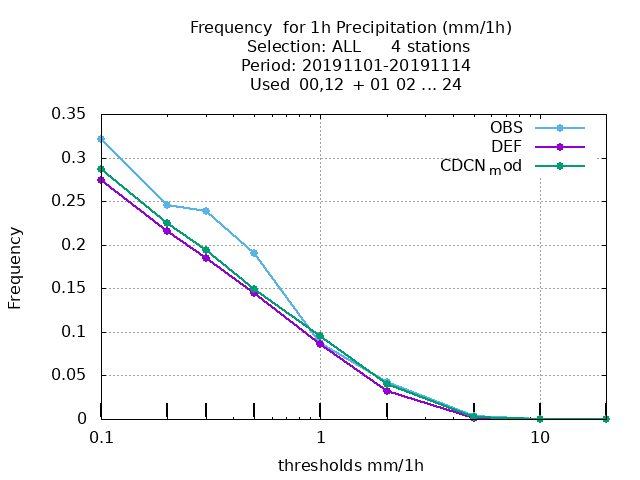 Frequency  for 1h Precipitation (mm/1h)
Selection: ALL      4 stations
Period: 20191101-20191114
Used  00,12  + 01 02 ... 24
0.35
0.3
0.25
0.2
0.15
0.1
0.05
0
OBS
DEF
CDCN_mod
Frequency
0.1
1
10
thresholds mm/1h